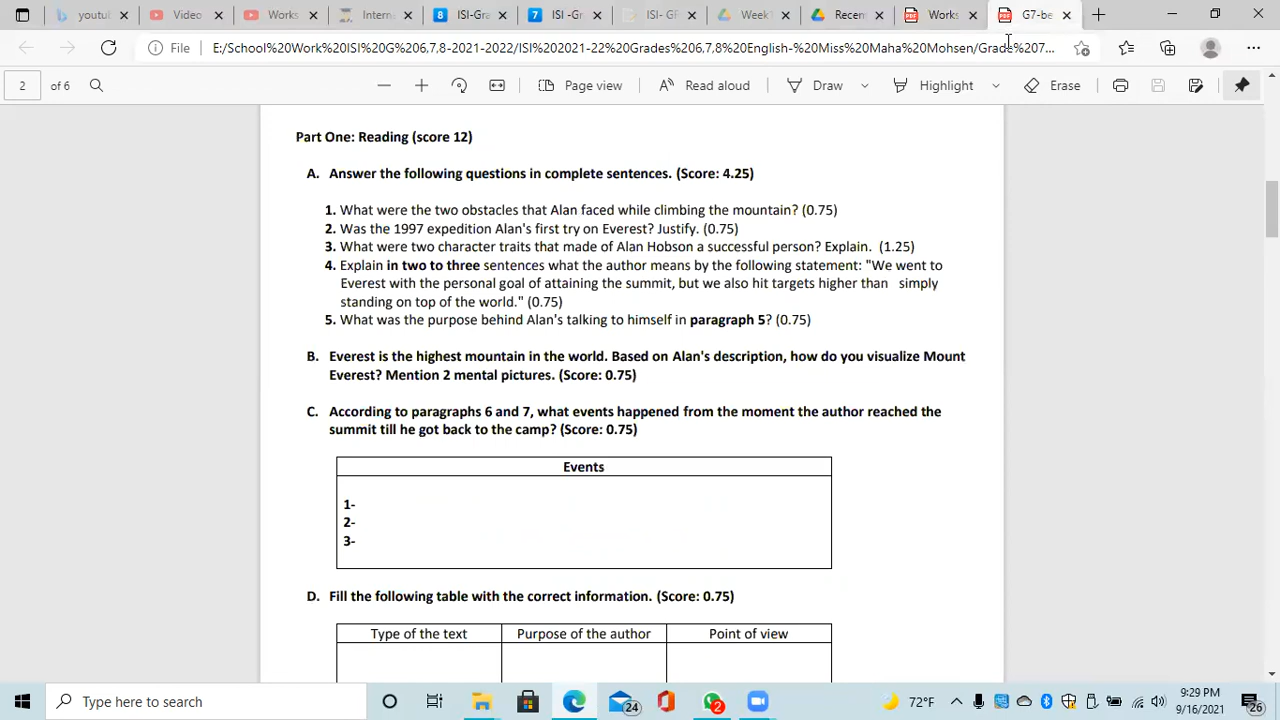 youtul
Video
Works
Interns
8 ISI-Gra
7 ISI -Gr
ISI- GF
Week
Recen
PDF Works
PDF G7-be
File E:/School%20Work%20ISI%20G%206,7,8-2021-2022/ISI%202021-22%20Grades%206,7,8%20English-%20Miss%20Maha%20Mohsen/Grade%207...
2 of 6
Page view
Read aloud
Draw
Highlight
Erase
Part One: Reading (score 12)
A. Answer the following questions in complete sentences. (Score: 4.25)
1. What were the two obstacles that Alan faced while climbing the mountain? (0.75)
2. Was the 1997 expedition Alan's first try on Everest? Justify. (0.75)
3. What were two character traits that made of Alan Hobson a successful person? Explain. (1.25)
4. Explain in two to three sentences what the author means by the following statement: "We went to
Everest with the personal goal of attaining the summit, but we also hit targets higher than simply
standing on top of the world." (0.75)
5. What was the purpose behind Alan's talking to himself in paragraph 5? (0.75)
B. Everest is the highest mountain in the world. Based on Alan's description, how do you visualize Mount
Everest? Mention 2 mental pictures. (Score: 0.75)
C. According to paragraphs 6 and 7, what events happened from the moment the author reached the
summit till he got back to the camp? (Score: 0.75)
Events
1-
2-
3-
D. Fill the following table with the correct information. (Score: 0.75)
Type of the text
Purpose of the author
Point of view
Type here to search
24
2
72°F
9:29 PM
9/16/2021
26